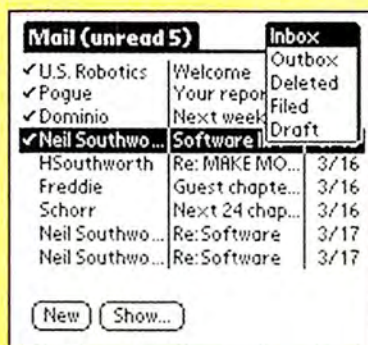 Mail (unread 5)
Inbox
Outbox
Deleted
Filed
Draft
✓U.S. Robotics Welcome
✓Pogue Your repor
✓Dominio Next week
✓Neil Southwo... Software
HSouthworth Re: MAKE MO... 3/16
Freddie Guest chapte... 3/16
Schorr Next 24 chap... 3/16
Neil Southwo... Re:Software 3/17
Neil Southwo... Re:Software 3/17
New Show...